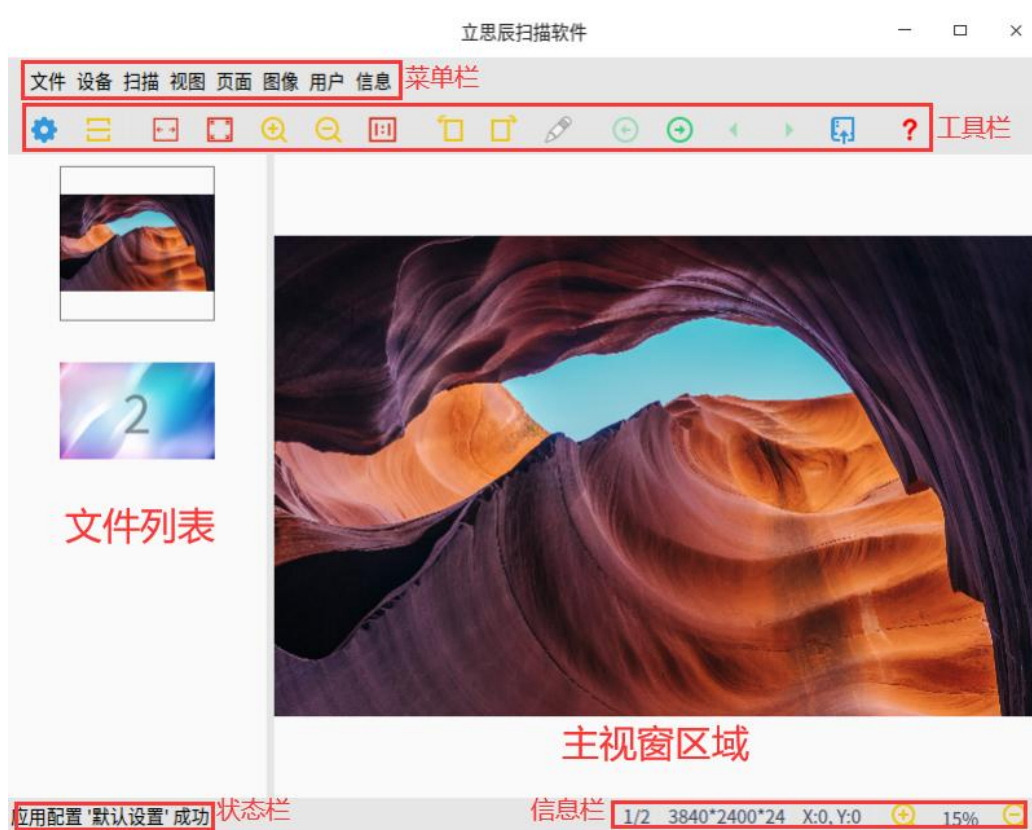 立思辰扫描软件
文件 设备 扫描 视图 页面 图像 用户 信息 菜单栏
? 工具栏
2
文件列表
主视窗区域
应用配置 '默认设置' 成功 状态栏 信息栏 1/2 3840*2400*24 X:0, Y:0 15%